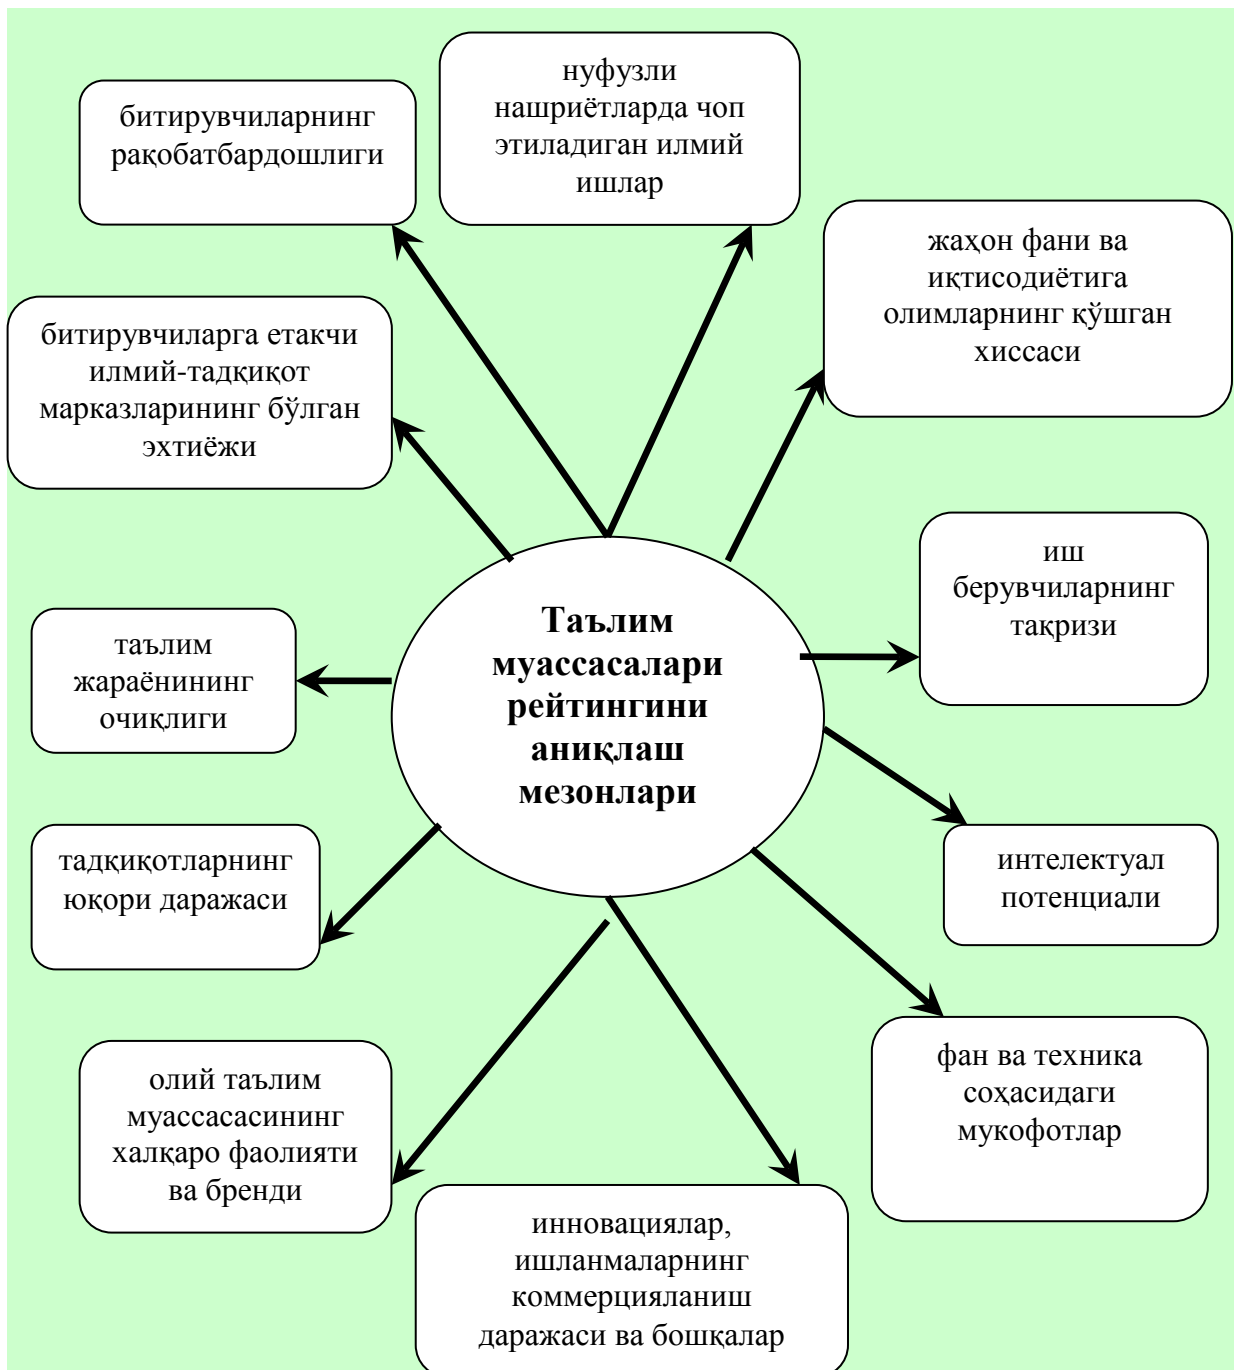 нуфузли
нашриётларда чоп
этиладиган илмий
ишлар
битирувчиларнинг
рақобатбардошлиги
жаҳон фани ва
иқтисодиётига
олимларнинг қўшган
хиссаси
битирувчиларга етакчи
илмий-тадқиқот
марказларининг бўлган
эхтиёжи
иш
берувчиларнинг
тақризи
Таълим
муассасалари
рейтингини
аниқлаш
мезонлари
таълим
жараёнининг
очиқлиги
тадқиқотларнинг
юқори даражаси
интелектуал
потенциали
фан ва техника
соҳасидаги
мукофотлар
олий таълим
муассасасининг
халқаро фаолияти
ва бренди
инновациялар,
ишланмаларнинг
коммерцияланиш
даражаси ва бошқалар